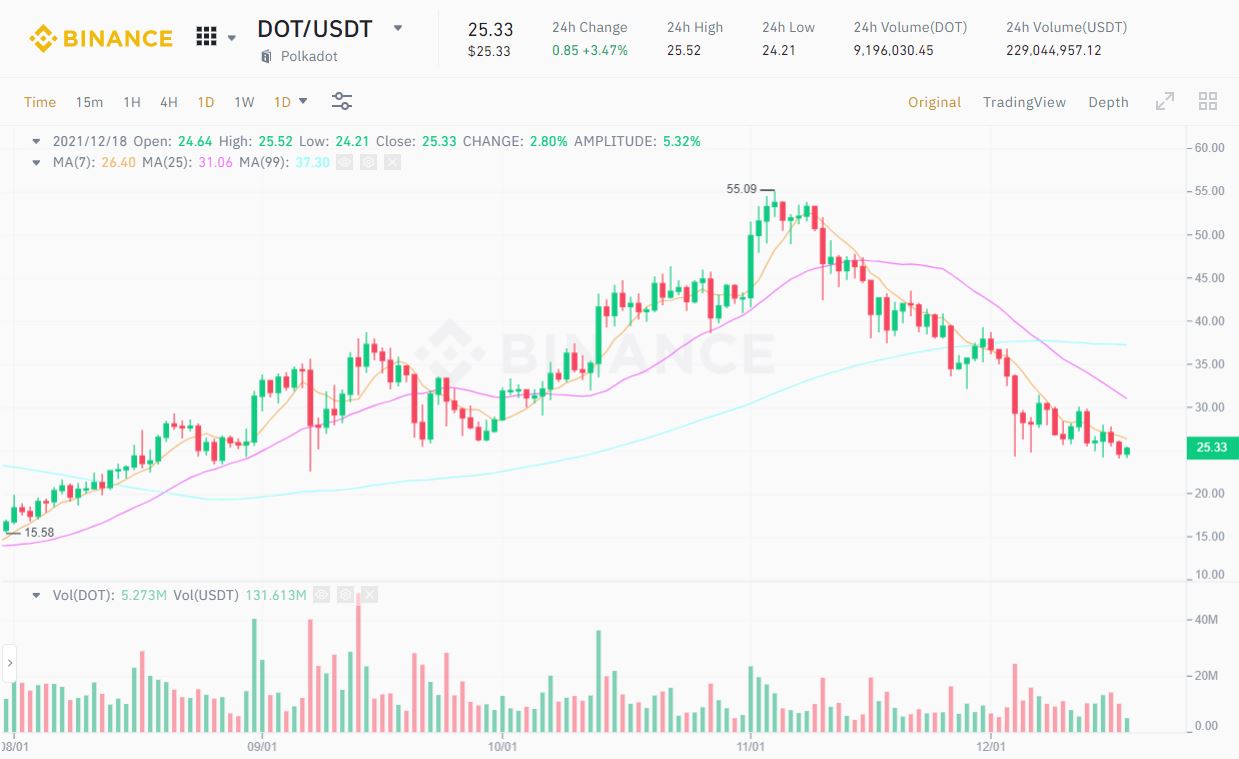 BINANCE
DOT/USDT
Polkadot
25.33
$25.33
24h Change
0.85 +3.47%
24h High
25.52
24h Low
24.21
24h Volume(DOT)
9,196,030.45
24h Volume(USDT)
229,044,957.12
Time 15m 1H 4H 1D 1W 1D
Original TradingView Depth
2021/12/18 Open: 24.64 High: 25.52 Low: 24.21 Close: 25.33 CHANGE: 2.80% AMPLITUDE: 5.32%
MA(7): 26.40 MA(25): 31.06 MA(99): 37.30
60.00
55.09
55.00
50.00
45.00
40.00
BINANCE
35.00
30.00
25.33
20.00
15.58
15.00
10.00
Vol(DOT): 5.273M Vol(USDT) 131.613M
40M
20M
0.00
08/01 09/01 10/01 11/01 12/01